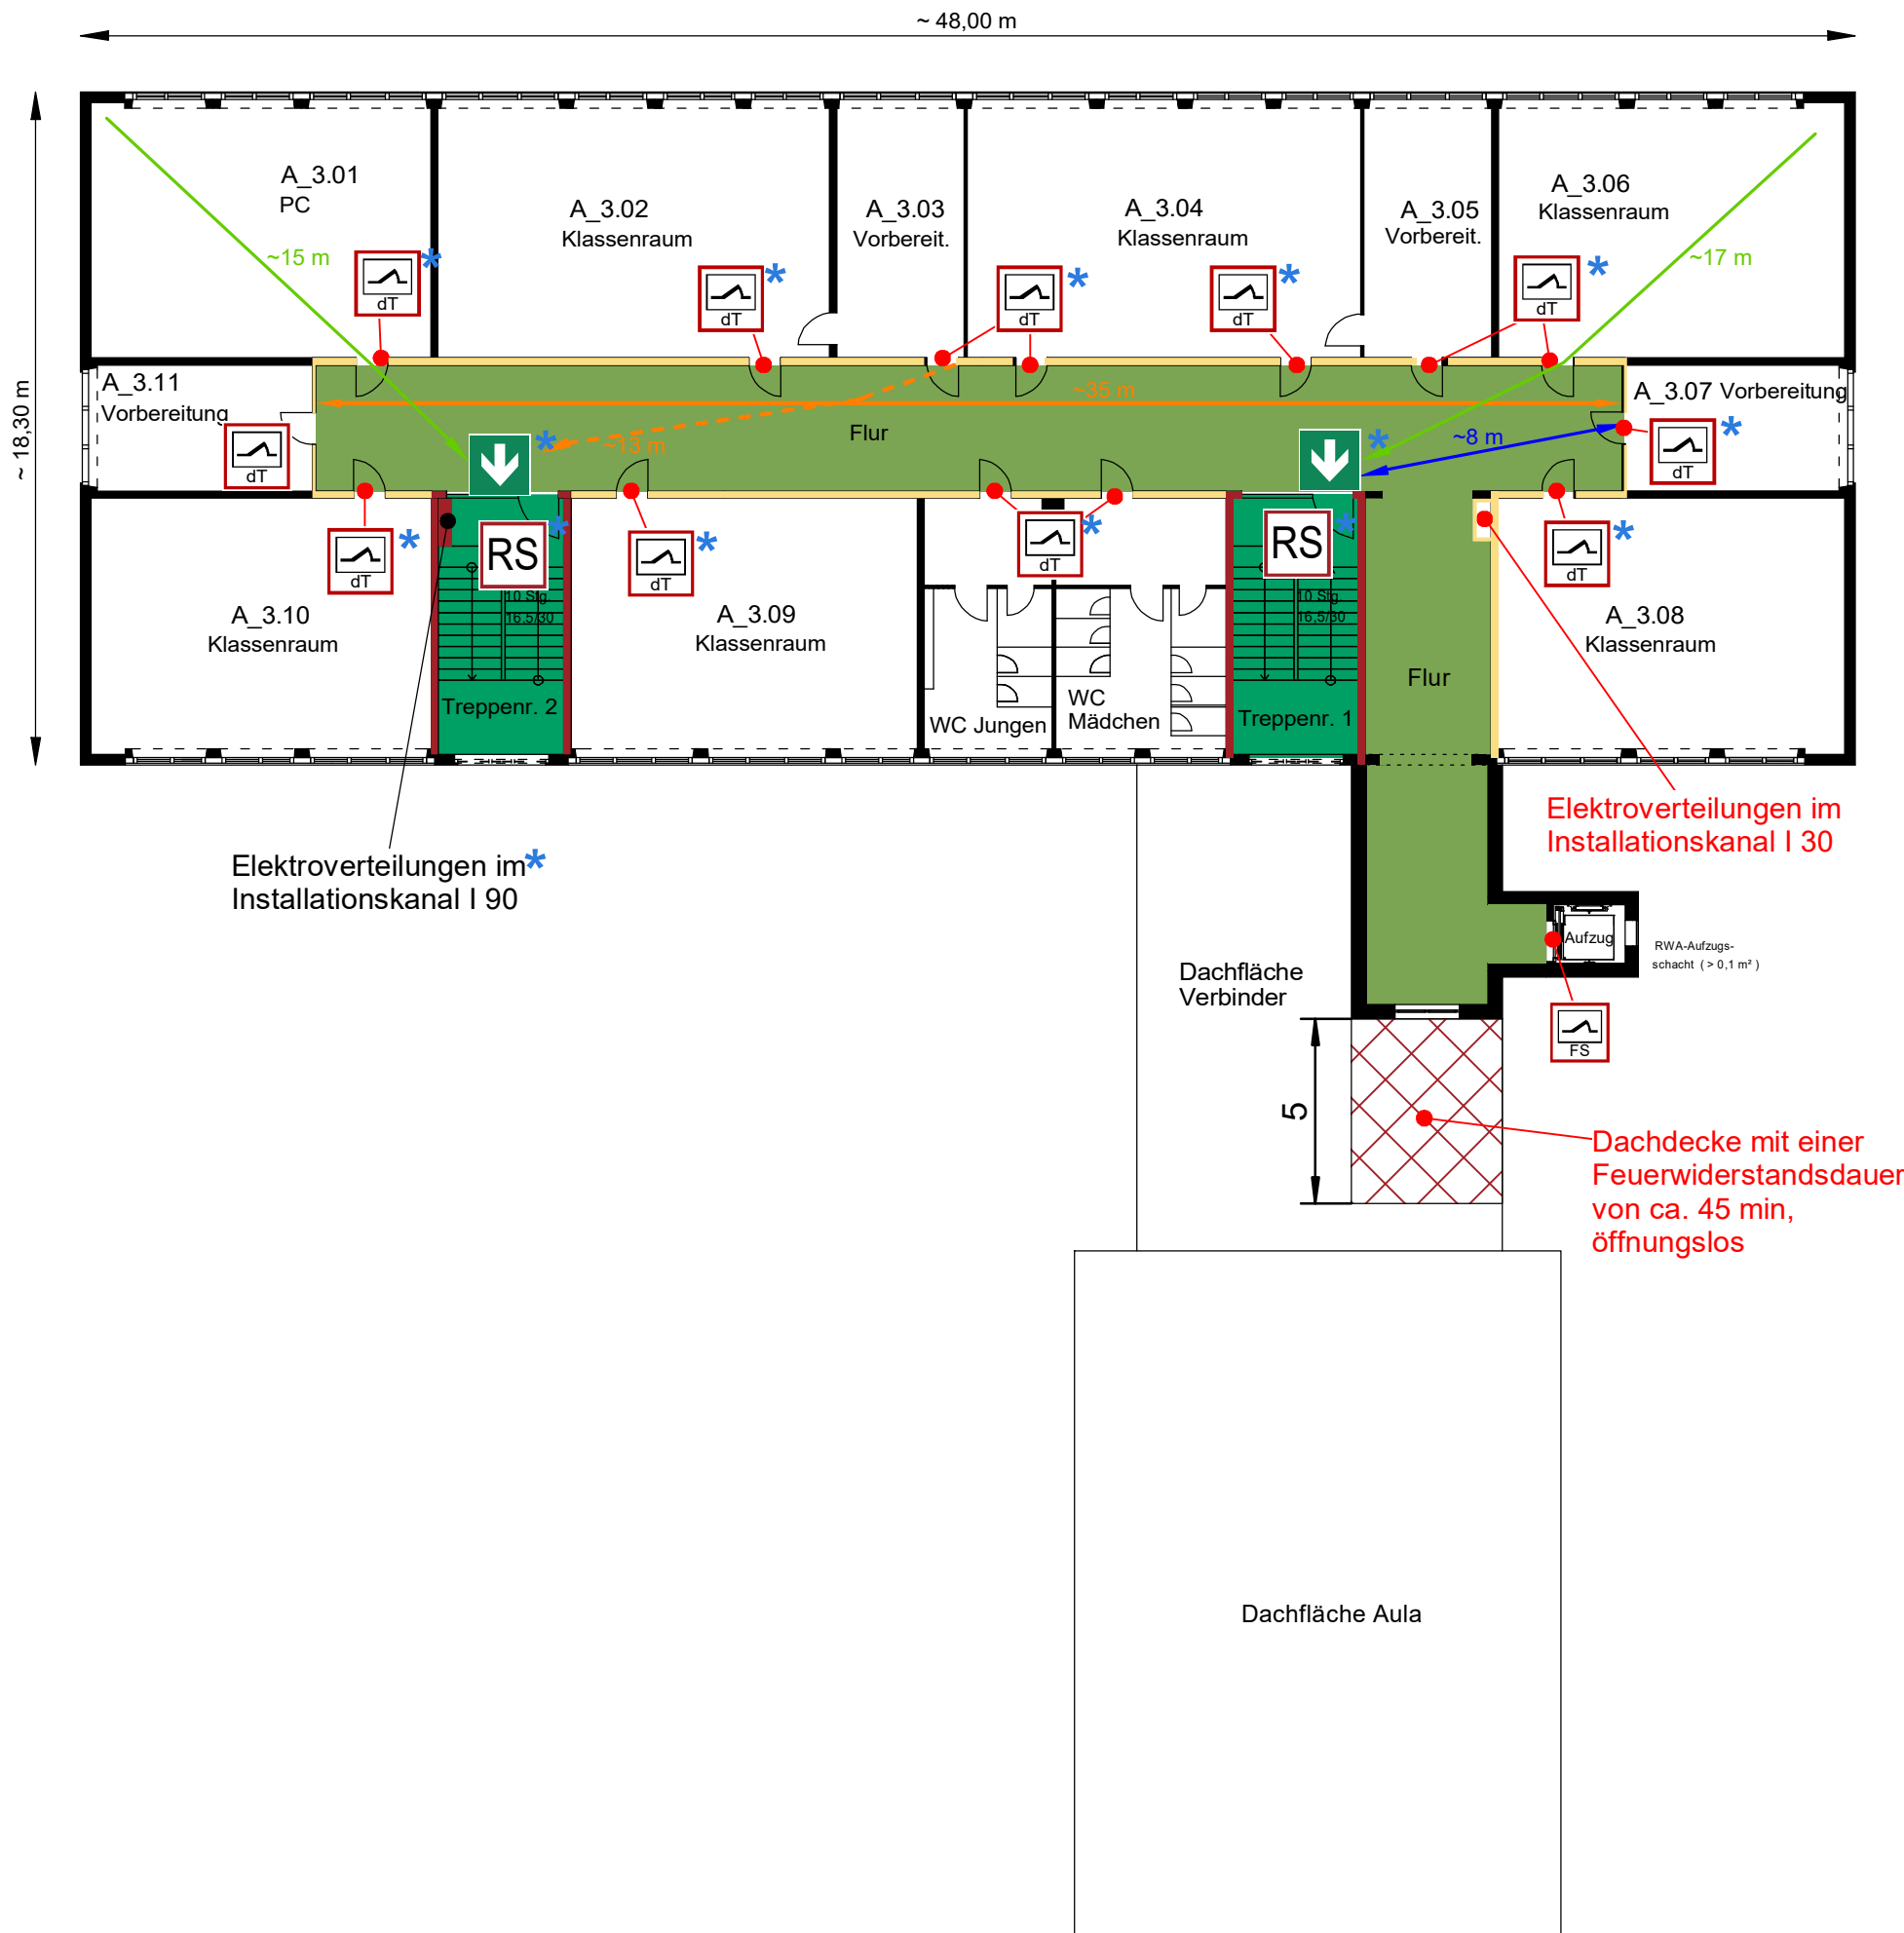 ~ 48,00 m
~ 18,30 m
A_3.01
PC
A_3.02
Klassenraum
A_3.03
Vorbereit.
A_3.04
Klassenraum
A_3.05
Vorbereit.
A_3.06
Klassenraum
~15 m
~17 m
dT *
dT *
dT *
dT *
dT *
A_3.11
Vorbereitung
dT
~35 m
~13 m
Flur
~8 m
A_3.07 Vorbereitung
dT *
*
*
dT *
RS *
dT *
dT *
RS *
dT *
10 Stg.
16,5/30
10 Stg.
16,5/30
A_3.10
Klassenraum
A_3.09
Klassenraum
A_3.08
Klassenraum
Treppenr. 2
WC Jungen
WC
Mädchen
Treppenr. 1
Flur
Elektroverteilungen im*
Installationskanal I 90
Elektroverteilungen im
Installationskanal I 30
Aufzug
RWA-Aufzugs-
schacht ( > 0,1 m² )
Dachfläche
Verbinder
FS
5
Dachdecke mit einer
Feuerwiderstandsdauer
von ca. 45 min,
öffnungslos
Dachfläche Aula